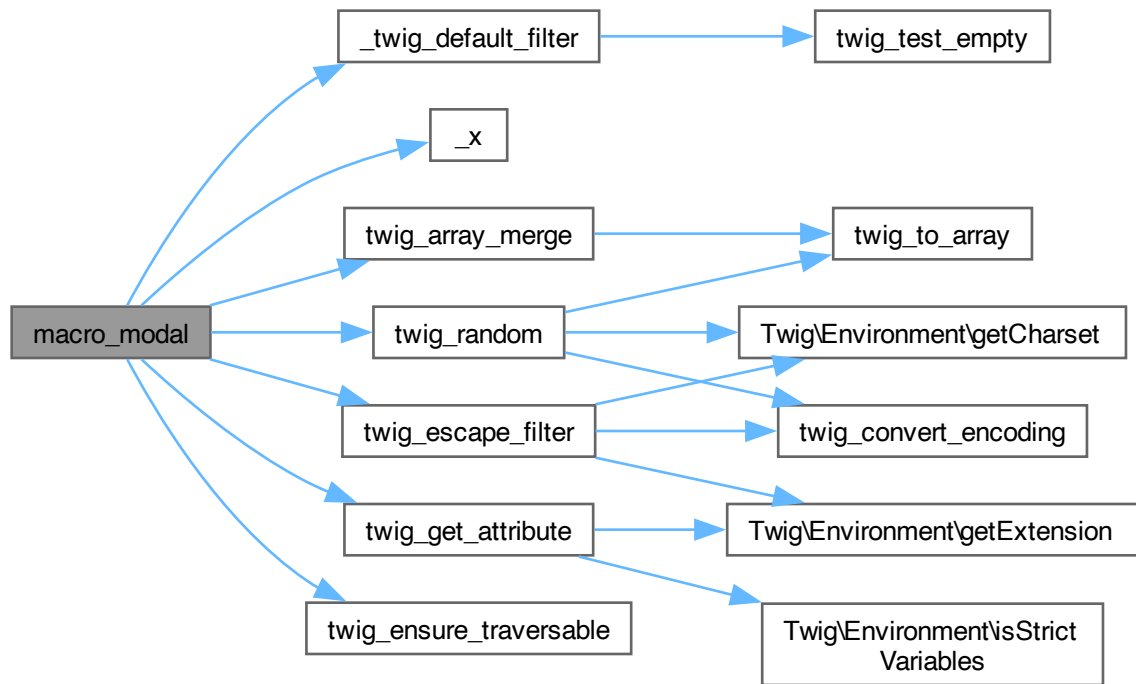 _twig_default_filter
twig_test_empty
_x
twig_array_merge
twig_to_array
macro_modal
twig_random
Twig\Environment\getCharset
twig_escape_filter
twig_convert_encoding
twig_get_attribute
Twig\Environment\getExtension
twig_ensure_traversable
Twig\Environment\isStrict
Variables